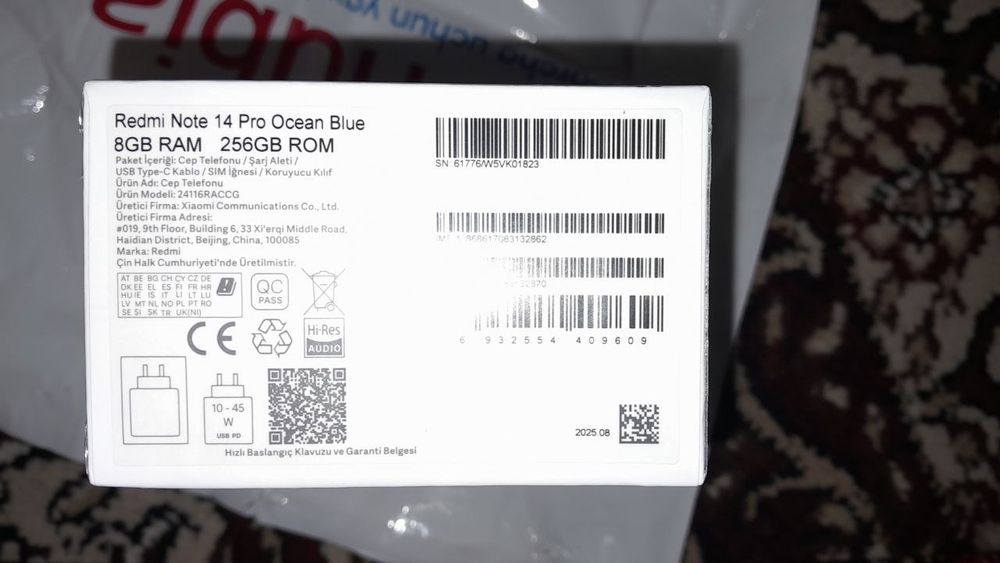 Redmi Note 14 Pro Ocean Blue
8GB RAM 256GB ROM
Paket İçeriği: Cep Telefonu / Şarj Aleti /
USB Type-C Kablo / SIM İğnesi / Koruyucu Kılıf
Ürün Adı: Cep Telefonu
Ürün Modeli: 24116RACCG
Üretici Firma: Xiaomi Communications Co., Ltd.
Üretici Firma Adresi:
#019, 9th Floor, Building 6, 33 Xi'erqi Middle Road,
Haidian District, Beijing, China, 100085
Marka: Redmi
Çin Halk Cumhuriyeti'nde Üretilmiştir.
AT BE BG CH CY CZ DE
DK EE EL ES FI FR HR
HU IE IS IT LI LT LU
LV MT NL NO PL PT RO
SE SI SK TR UK(NI)
QC
PASS
Hi-Res
AUDIO
CE
10 - 45
W
USB PD
Hızlı Başlangıç Klavuzu ve Garanti Belgesi
SN: 61776/W5VK01823
868617083132862
6 932554 409609
2025.08
uchun